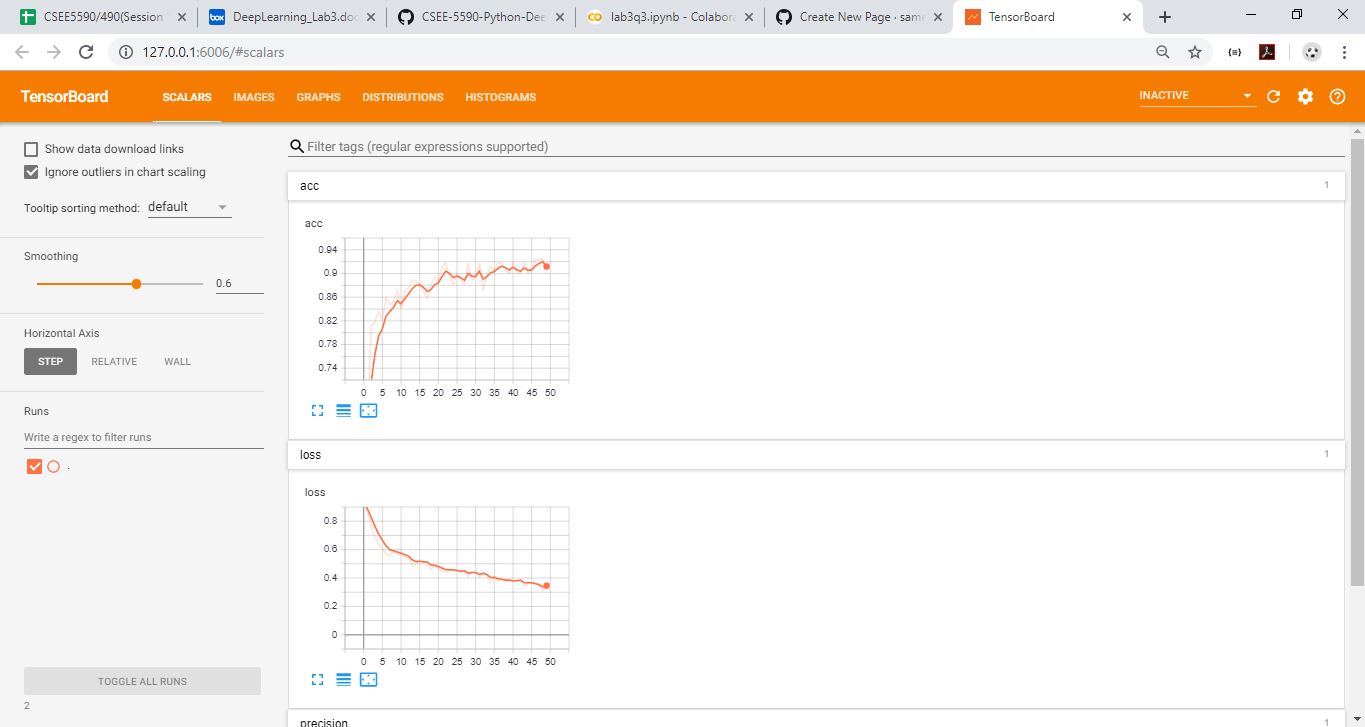 CSEE5590/490(Session
DeepLearning_Lab3.doc
CSEE-5590-Python-Dee
lab3q3.ipynb - Colabora
Create New Page · same
TensorBoard
127.0.0.1:6006/#scalars
TensorBoard
SCALARS
IMAGES
GRAPHS
DISTRIBUTIONS
HISTOGRAMS
INACTIVE
Show data download links
Ignore outliers in chart scaling
Tooltip sorting method: default
Smoothing
0.6
Horizontal Axis
STEP
RELATIVE
WALL
Runs
Write a regex to filter runs
.
TOGGLE ALL RUNS
2
Filter tags (regular expressions supported)
acc
1
acc
0.94
0.9
0.86
0.82
0.78
0.74
0 5 10 15 20 25 30 35 40 45 50
loss
1
loss
0.8
0.6
0.4
0.2
0
0 5 10 15 20 25 30 35 40 45 50
precision
1